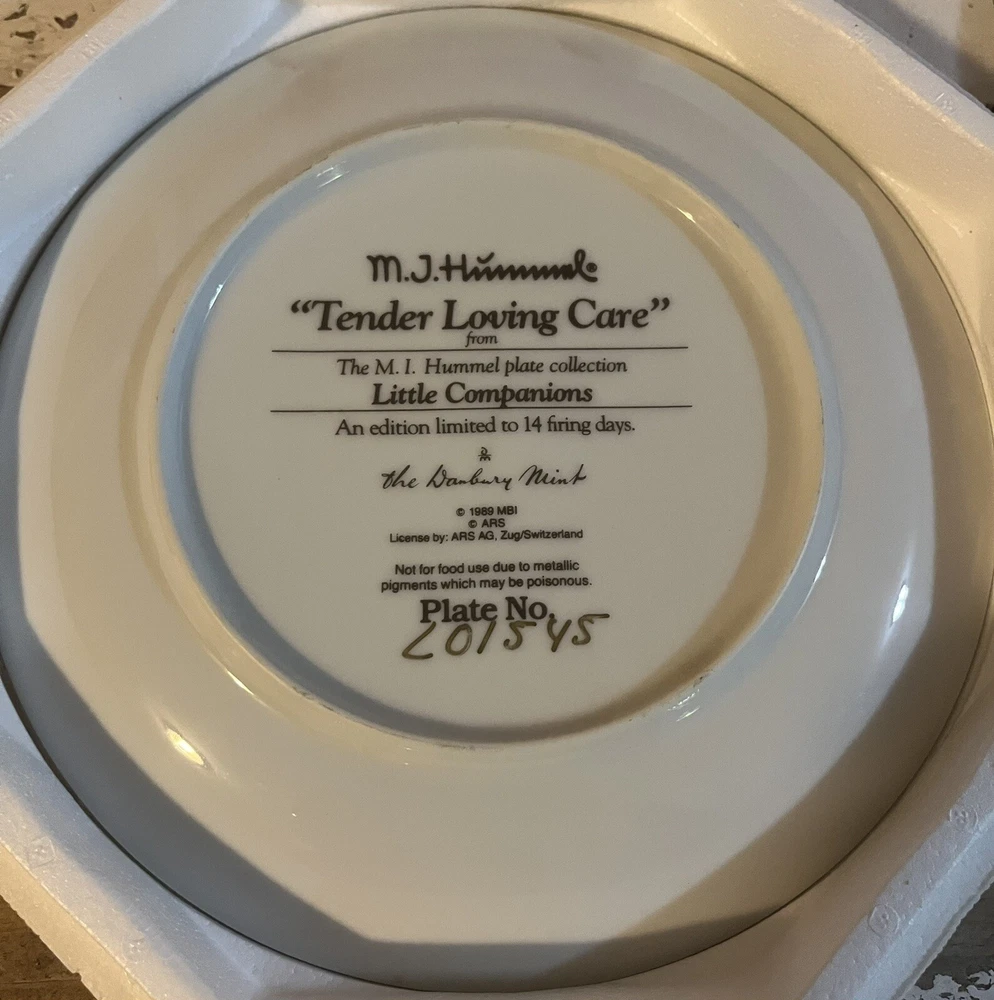 M.J.Hummel®
“Tender Loving Care”
from
The M. I. Hummel plate collection
Little Companions
An edition limited to 14 firing days.
DM
the Danbury Mint
© 1989 MBI
© ARS
License by: ARS AG, Zug/Switzerland
Not for food use due to metallic
pigments which may be poisonous.
Plate No.
201545